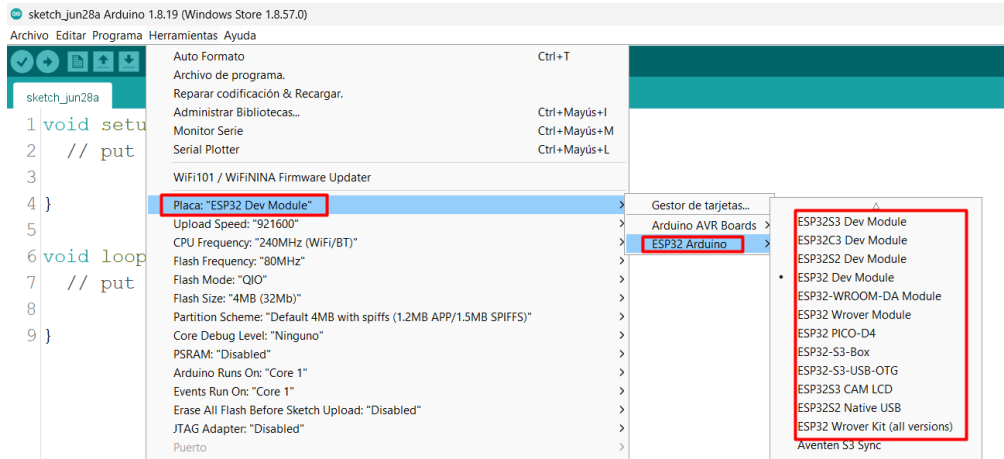 sketch_jun28a Arduino 1.8.19 (Windows Store 1.8.57.0)
Archivo Editar Programa Herramientas Ayuda
sketch_jun28a
1 void setu
2 // put
3
4 }
5
6 void loop
7 // put
8
9 }
Auto Formato Ctrl+T
Archivo de programa.
Reparar codificación & Recargar.
Administrar Bibliotecas... Ctrl+Mayús+I
Monitor Serie Ctrl+Mayús+M
Serial Plotter Ctrl+Mayús+L
WiFi101 / WiFiNINA Firmware Updater
Placa: "ESP32 Dev Module"
Upload Speed: "921600"
CPU Frequency: "240MHz (WiFi/BT)"
Flash Frequency: "80MHz"
Flash Mode: "QIO"
Flash Size: "4MB (32Mb)"
Partition Scheme: "Default 4MB with spiffs (1.2MB APP/1.5MB SPIFFS)"
Core Debug Level: "Ninguno"
PSRAM: "Disabled"
Arduino Runs On: "Core 1"
Events Run On: "Core 1"
Erase All Flash Before Sketch Upload: "Disabled"
JTAG Adapter: "Disabled"
Puerto
Gestor de tarjetas...
Arduino AVR Boards
ESP32 Arduino
ESP32S3 Dev Module
ESP32C3 Dev Module
ESP32S2 Dev Module
ESP32 Dev Module
ESP32-WROOM-DA Module
ESP32 Wrover Module
ESP32 PICO-D4
ESP32-S3-Box
ESP32-S3-USB-OTG
ESP32S3 CAM LCD
ESP32S2 Native USB
ESP32 Wrover Kit (all versions)
Aventen S3 Sync